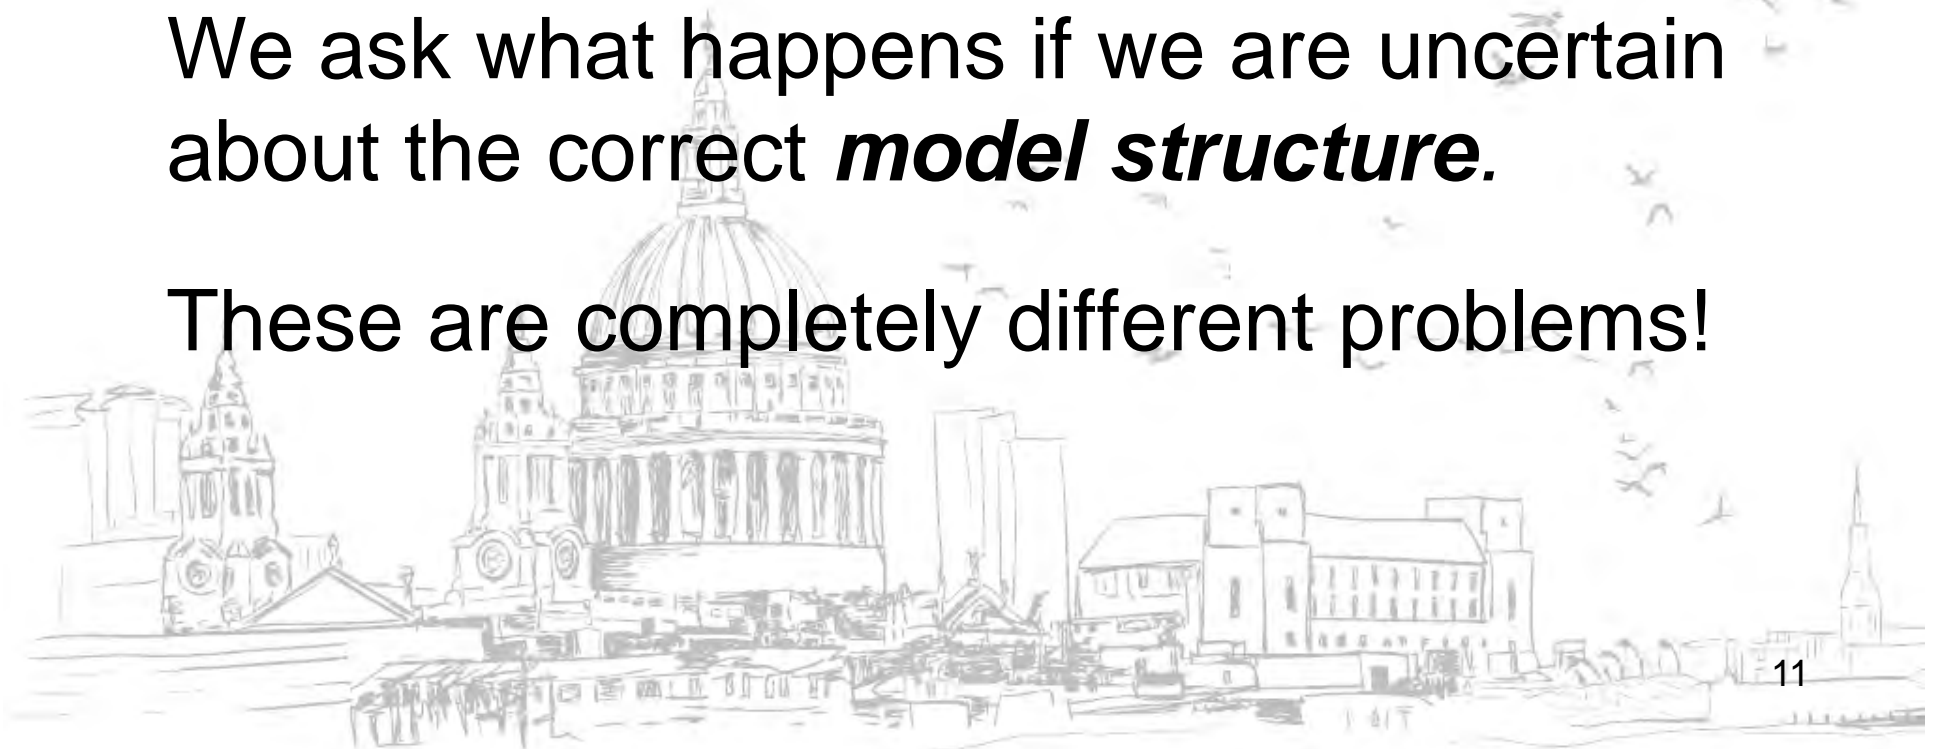 We ask what happens if we are uncertain
about the correct model structure.
These are completely different problems!
11